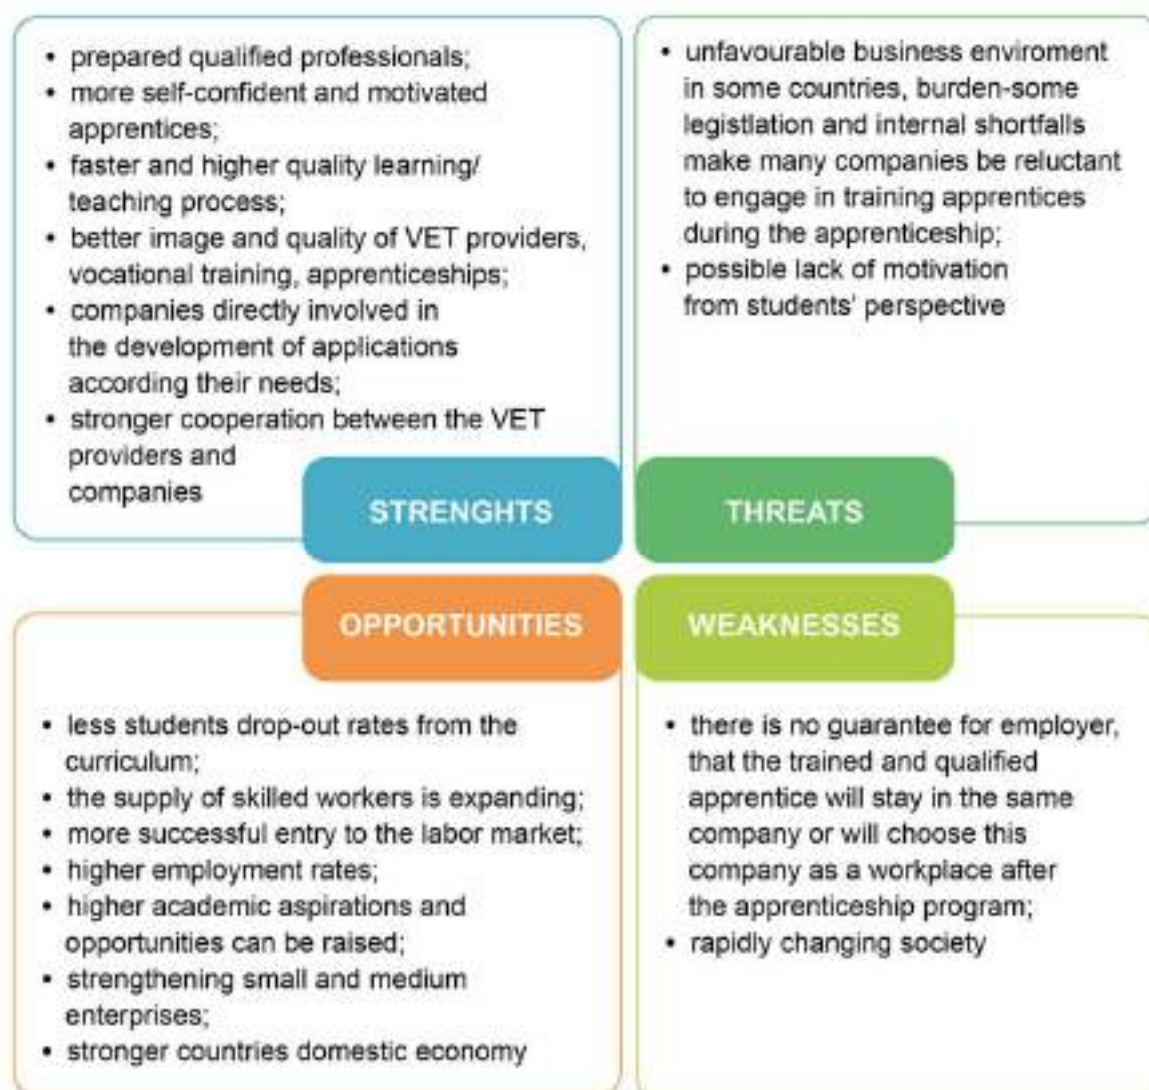 • prepared qualified professionals;
• more self-confident and motivated
apprentices;
• faster and higher quality learning/
teaching process;
• better image and quality of VET providers,
vocational training, apprenticeships;
• companies directly involved in
the development of applications
according their needs;
• stronger cooperation between the VET
providers and
companies
STRENGHTS
• unfavourable business enviroment
in some countries, burden-some
legistlation and internal shortfalls
make many companies be reluctant
to engage in training apprentices
during the apprenticeship;
• possible lack of motivation
from students' perspective
THREATS
OPPORTUNITIES
• less students drop-out rates from the
curriculum;
• the supply of skilled workers is expanding;
• more successful entry to the labor market;
• higher employment rates;
• higher academic aspirations and
opportunities can be raised;
• strengthening small and medium
enterprises;
• stronger countries domestic economy
WEAKNESSES
• there is no guarantee for employer,
that the trained and qualified
apprentice will stay in the same
company or will choose this
company as a workplace after
the apprenticeship program;
• rapidly changing society